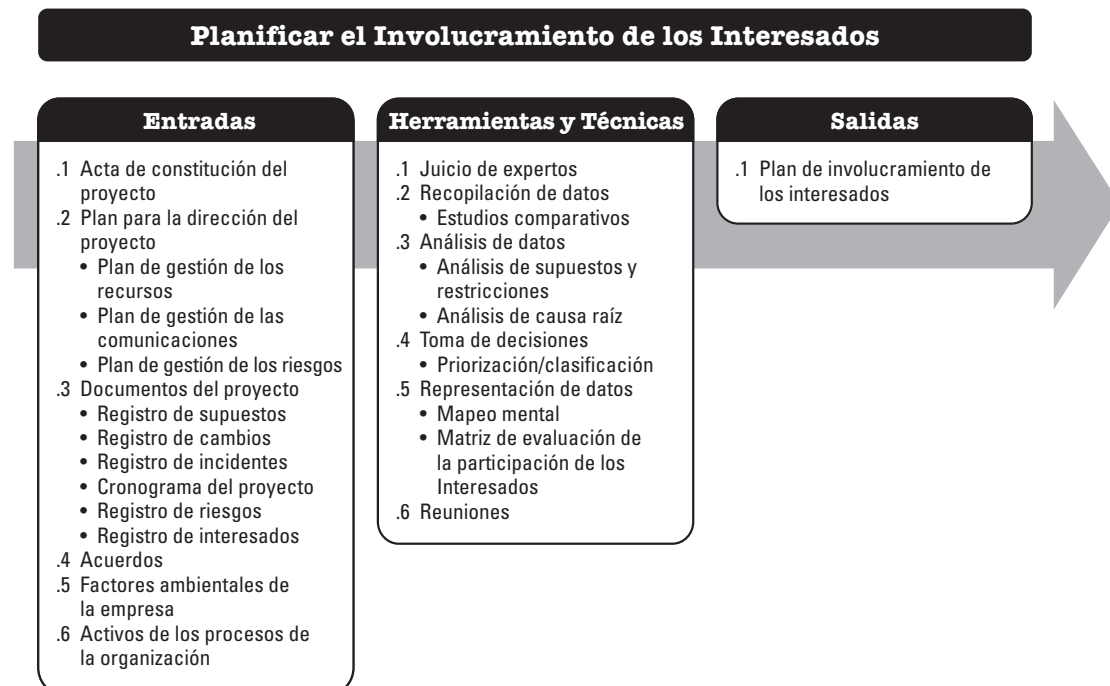 Planificar el Involucramiento de los Interesados
Entradas
.1 Acta de constitución del
proyecto
.2 Plan para la dirección del
proyecto
• Plan de gestión de los
recursos
• Plan de gestión de las
comunicaciones
• Plan de gestión de los riesgos
.3 Documentos del proyecto
• Registro de supuestos
• Registro de cambios
• Registro de incidentes
• Cronograma del proyecto
• Registro de riesgos
• Registro de interesados
.4 Acuerdos
.5 Factores ambientales de
la empresa
.6 Activos de los procesos de
la organización
Herramientas y Técnicas
.1 Juicio de expertos
.2 Recopilación de datos
• Estudios comparativos
.3 Análisis de datos
• Análisis de supuestos y
restricciones
• Análisis de causa raíz
.4 Toma de decisiones
• Priorización/clasificación
.5 Representación de datos
• Mapeo mental
• Matriz de evaluación de
la participación de los
Interesados
.6 Reuniones
Salidas
.1 Plan de involucramiento de
los interesados